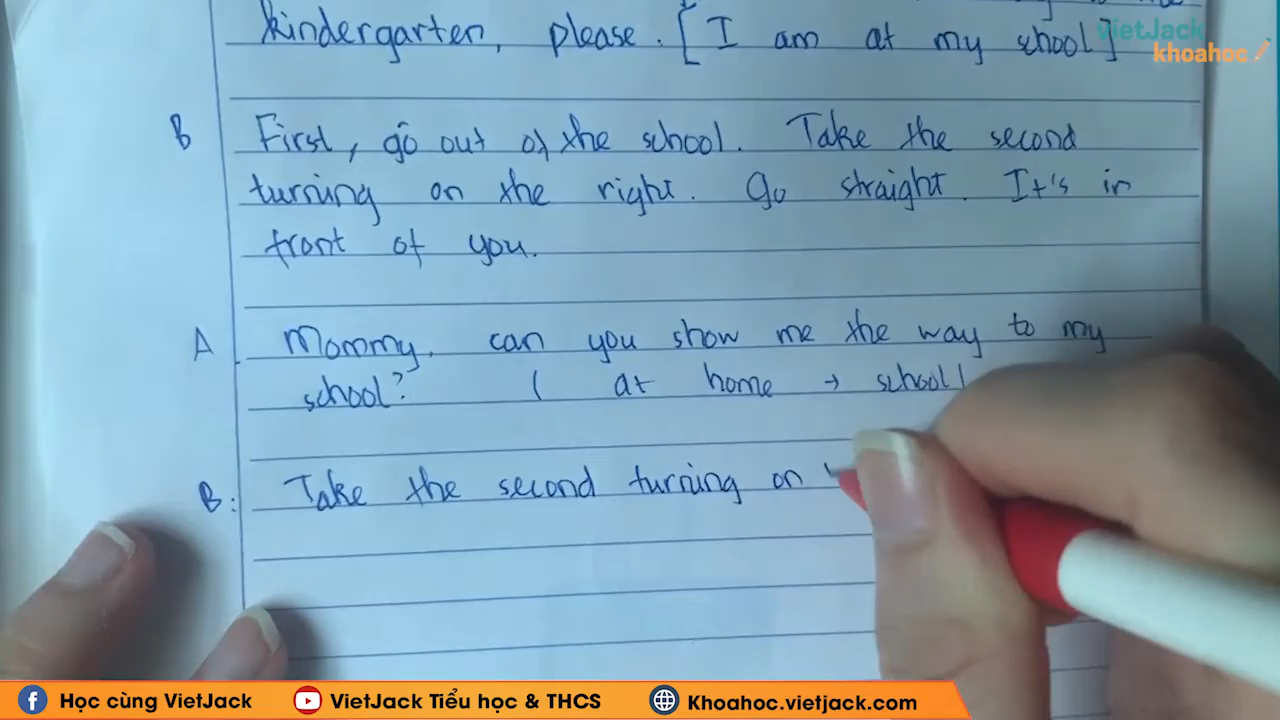 kindergarten, please. [I am at my school]
vietJack
khoahoc
B First, go out of the school. Take the second
turning on the right. Go straight. It's in
front of you.
A Mommy, can you show me the way to my
school? ( at home → school)
B: Take the second turning on
Học cùng VietJack
VietJack Tiểu học & THCS
Khoahoc.vietjack.com